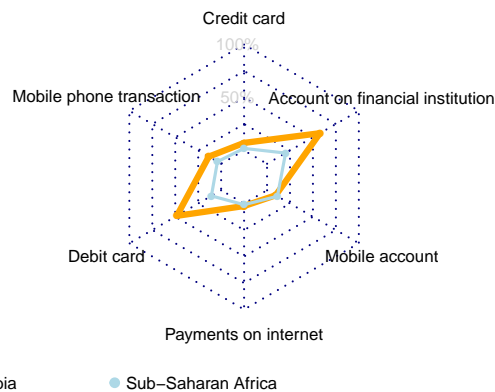 Credit card
100%
Mobile phone transaction
50%
Account on financial institution
Debit card
Mobile account
Payments on internet
Sub−Saharan Africa